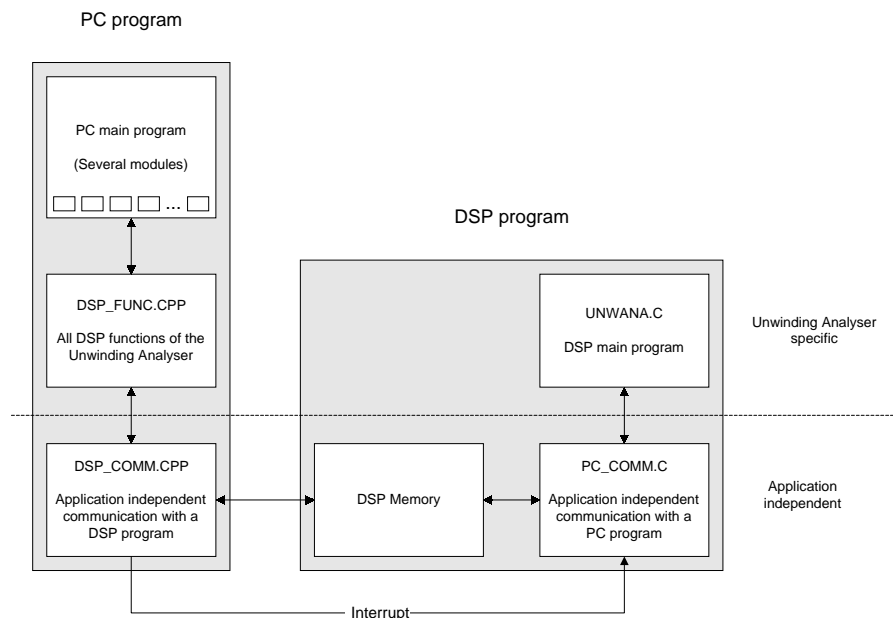 PC program
PC main program
(Several modules)
...
DSP program
DSP_FUNC.CPP
All DSP functions of the
Unwinding Analyser
UNWANA.C
DSP main program
Unwinding Analyser
specific
DSP_COMM.CPP
Application independent
communication with a
DSP program
DSP Memory
PC_COMM.C
Application independent
communication with a
PC program
Application
independent
Interrupt